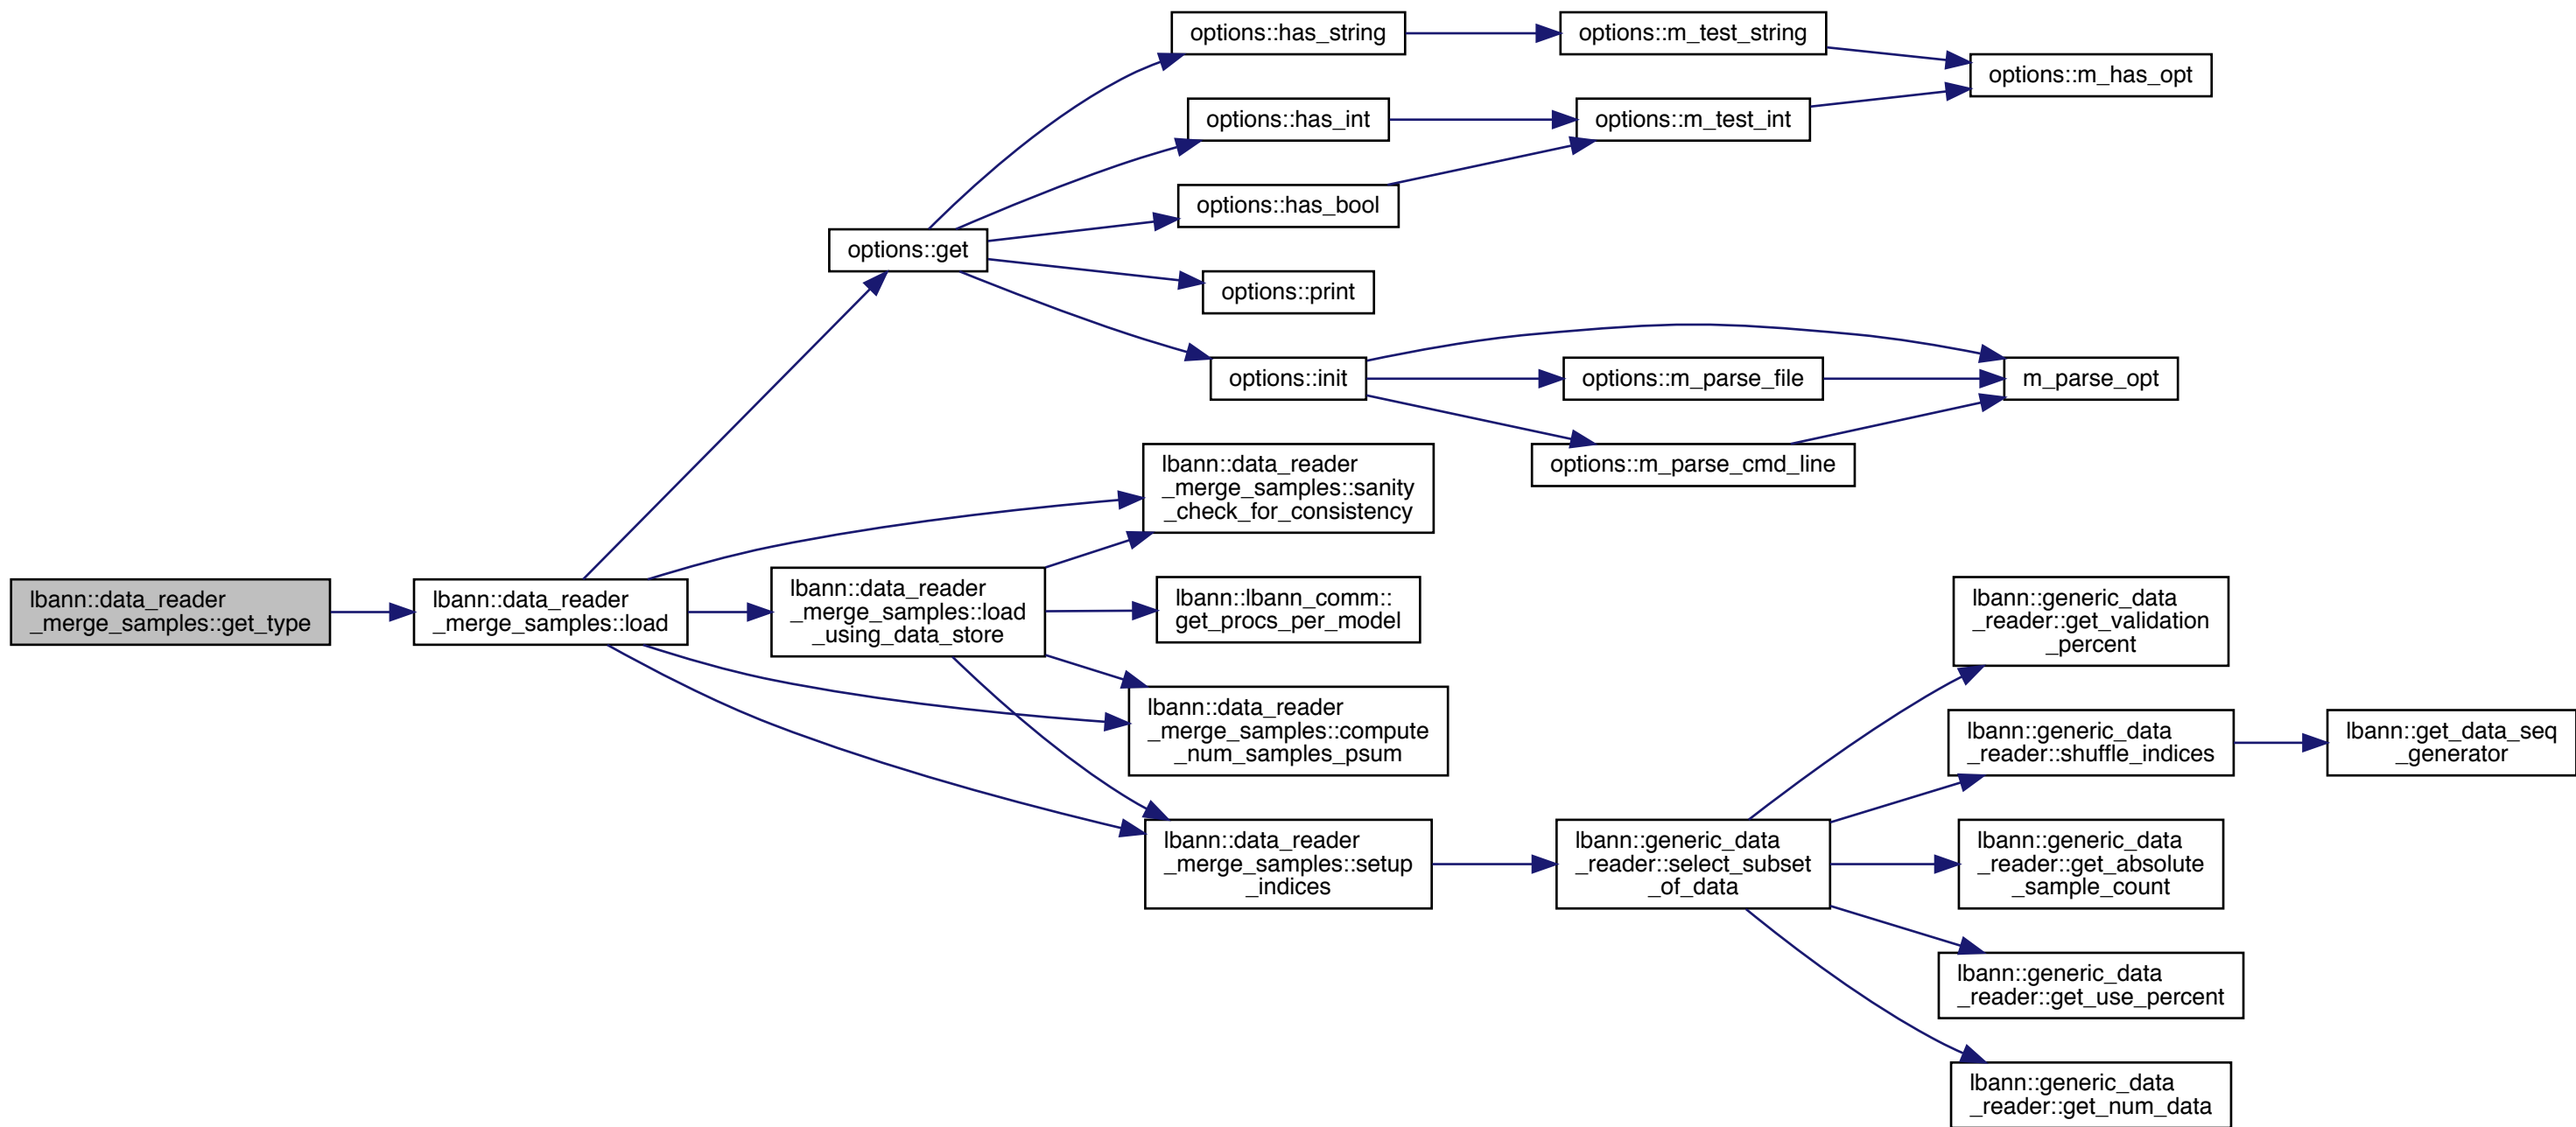 lbann::data_reader
_merge_samples::get_type
lbann::data_reader
_merge_samples::load
options::get
options::has_string
options::m_test_string
options::m_has_opt
options::has_int
options::m_test_int
options::has_bool
options::print
options::init
options::m_parse_file
m_parse_opt
options::m_parse_cmd_line
lbann::data_reader
_merge_samples::sanity
_check_for_consistency
lbann::data_reader
_merge_samples::load
_using_data_store
lbann::lbann_comm::
get_procs_per_model
lbann::data_reader
_merge_samples::compute
_num_samples_psum
lbann::data_reader
_merge_samples::setup
_indices
lbann::generic_data
_reader::select_subset
_of_data
lbann::generic_data
_reader::get_validation
_percent
lbann::generic_data
_reader::shuffle_indices
lbann::get_data_seq
_generator
lbann::generic_data
_reader::get_absolute
_sample_count
lbann::generic_data
_reader::get_use_percent
lbann::generic_data
_reader::get_num_data